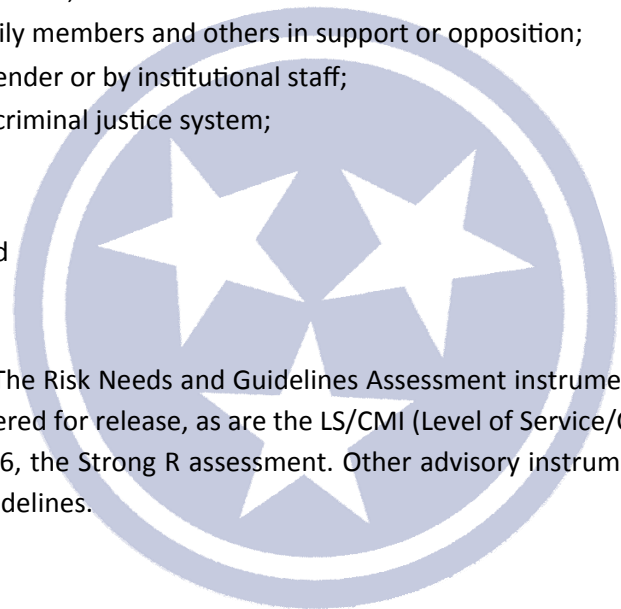 ily members and others in support or opposition;
ender or by institutional staff;
criminal justice system;
d
The Risk Needs and Guidelines Assessment instrume
ered for release, as are the LS/CMI (Level of Service/C
6, the Strong R assessment. Other advisory instrum
idelines.